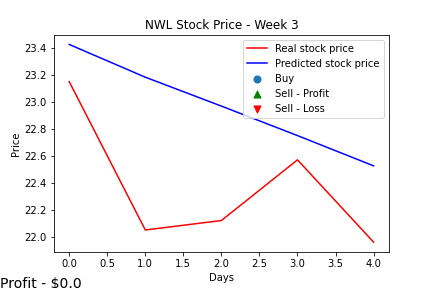 NWL Stock Price - Week 3
Real stock price
Predicted stock price
Buy
Sell - Profit
Sell - Loss
Price
23.4
23.2
23.0
22.8
22.6
22.4
22.2
22.0
0.0 0.5 1.0 1.5 2.0 2.5 3.0 3.5 4.0
Days
Profit - $0.0